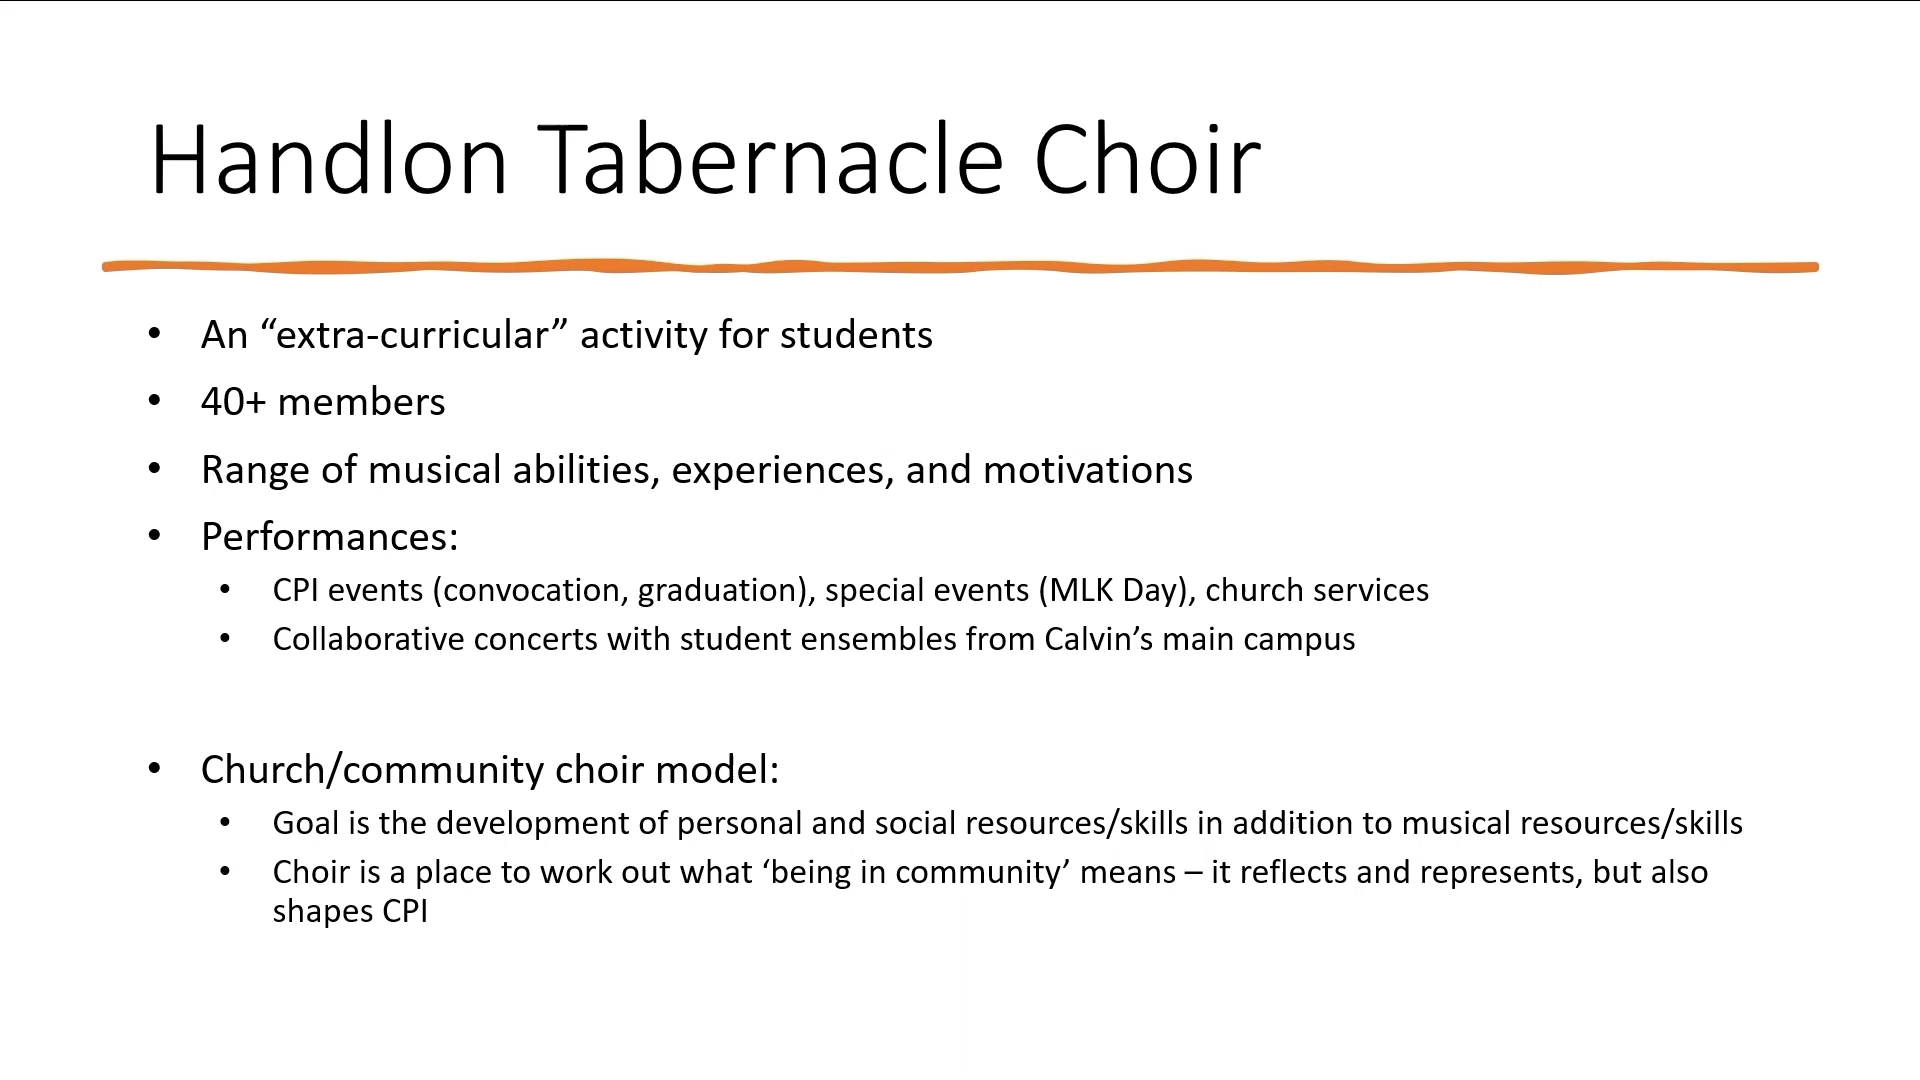 Handlon Tabernacle Choir
• An “extra-curricular” activity for students
• 40+ members
• Range of musical abilities, experiences, and motivations
• Performances:
• CPI events (convocation, graduation), special events (MLK Day), church services
• Collaborative concerts with student ensembles from Calvin’s main campus
• Church/community choir model:
• Goal is the development of personal and social resources/skills in addition to musical resources/skills
• Choir is a place to work out what ‘being in community’ means – it reflects and represents, but also
shapes CPI